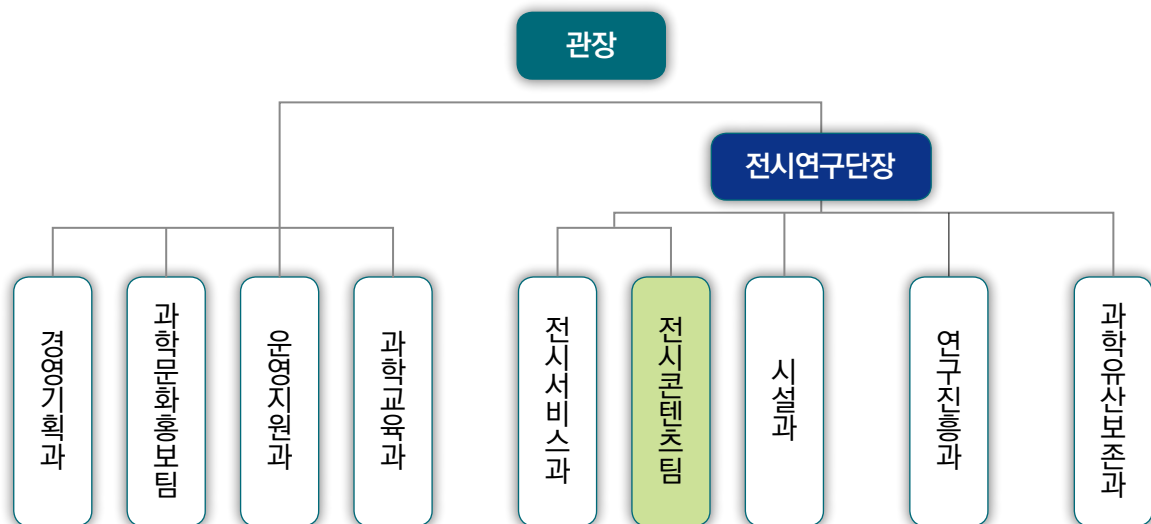 관장
전시연구단장
경영기획과
과학문화홍보팀
운영지원과
과학교육과
전시서비스과
전시콘텐츠팀
시설과
연구진흥과
과학유산보존과